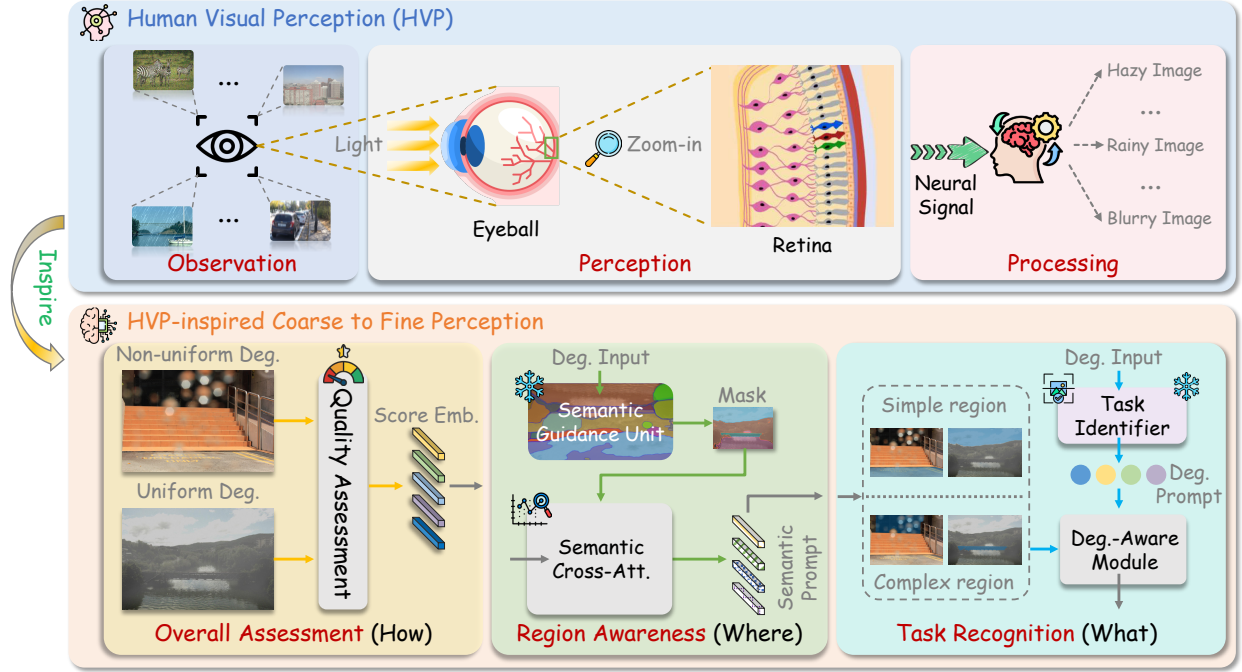 Human Visual Perception (HVP)
...
...
Observation
Light
Eyeball
Zoom-in
Retina
Perception
Neural
Signal
Hazy Image
...
Rainy Image
...
Blurry Image
Processing
Inspire
HVP-inspired Coarse to Fine Perception
Non-uniform Deg.
Uniform Deg.
Quality Assessment
Score Emb.
Overall Assessment (How)
Deg. Input
Semantic
Guidance Unit
Mask
Semantic
Cross-Att.
Semantic
Prompt
Region Awareness (Where)
Simple region
Complex region
Deg. Input
Task
Identifier
Deg.
Prompt
Deg.-Aware
Module
Task Recognition (What)